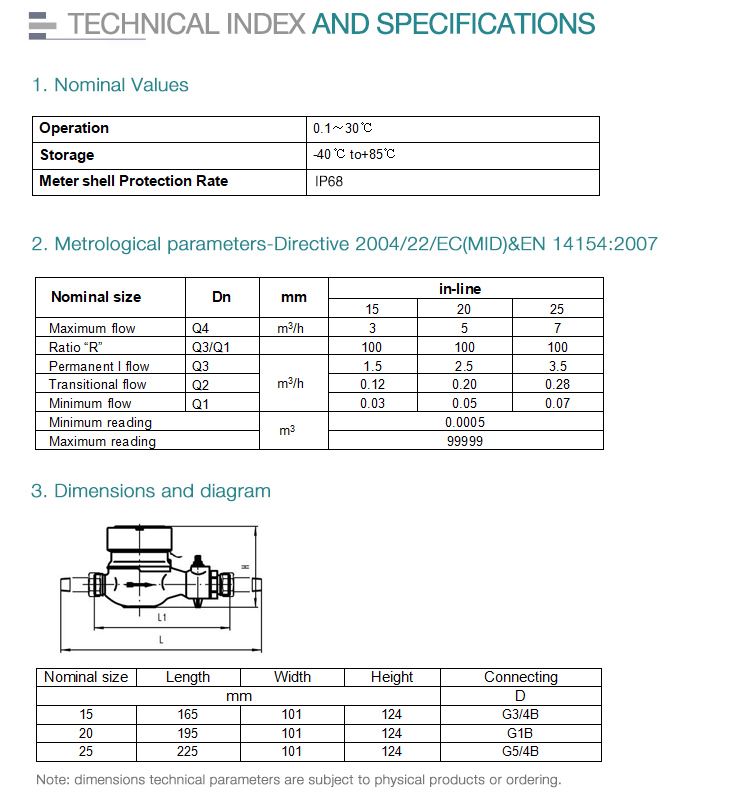 TECHNICAL INDEX AND SPECIFICATIONS
1. Nominal Values
Operation 0.1～30℃
Storage -40℃ to+85℃
Meter shell Protection Rate IP68
2. Metrological parameters-Directive 2004/22/EC(MID)&EN 14154:2007
Nominal size Dn mm in-line
15 20 25
Maximum flow Q4 m³/h 3 5 7
Ratio “R” Q3/Q1 100 100 100
Permanent l flow Q3 1.5 2.5 3.5
Transitional flow Q2 m³/h 0.12 0.20 0.28
Minimum flow Q1 0.03 0.05 0.07
Minimum reading m³ 0.0005
Maximum reading 99999
3. Dimensions and diagram
L1
L
Nominal size Length Width Height Connecting
mm D
15 165 101 124 G3/4B
20 195 101 124 G1B
25 225 101 124 G5/4B
Note: dimensions technical parameters are subject to physical products or ordering.